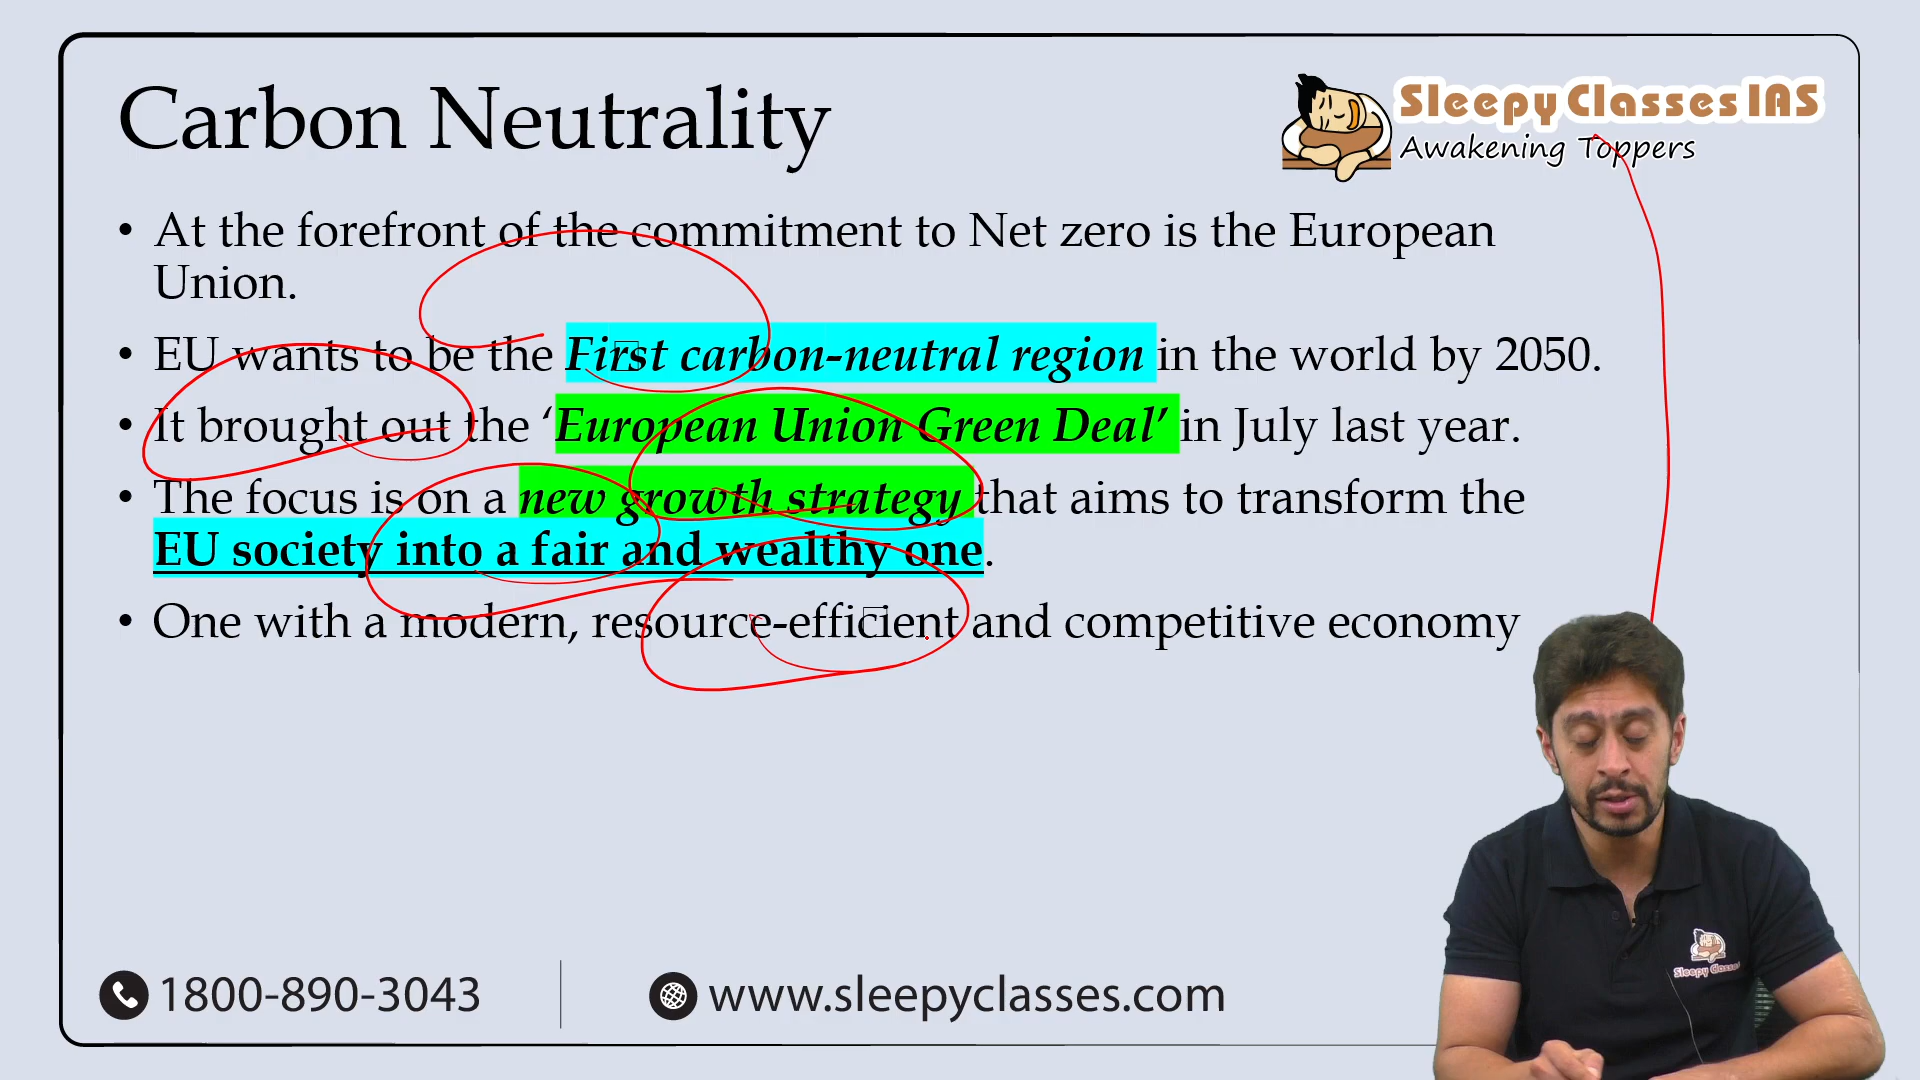 Carbon Neutrality
Sleepy Classes IAS
Awakening Toppers
• At the forefront of the commitment to Net zero is the European
Union.
• EU wants to be the First carbon-neutral region in the world by 2050.
• It brought out the ‘European Union Green Deal’ in July last year.
• The focus is on a new growth strategy that aims to transform the
EU society into a fair and wealthy one.
• One with a modern, resource-efficient and competitive economy
Sleepy Classes
1800-890-3043
www.sleepyclasses.com